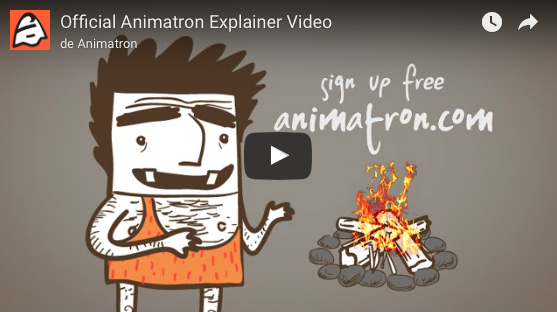 Official Animatron Explainer Video
de Animatron
sign up free
animatron.com